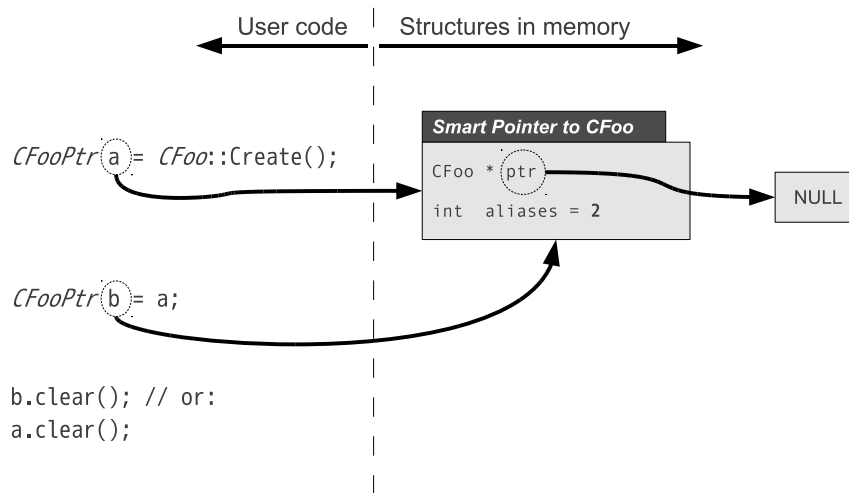 User code
Structures in memory
Smart Pointer to CFoo
CFooPtr a = CFoo::Create();
CFoo * ptr
int aliases = 2
NULL
CFooPtr b = a;
b.clear(); // or:
a.clear();